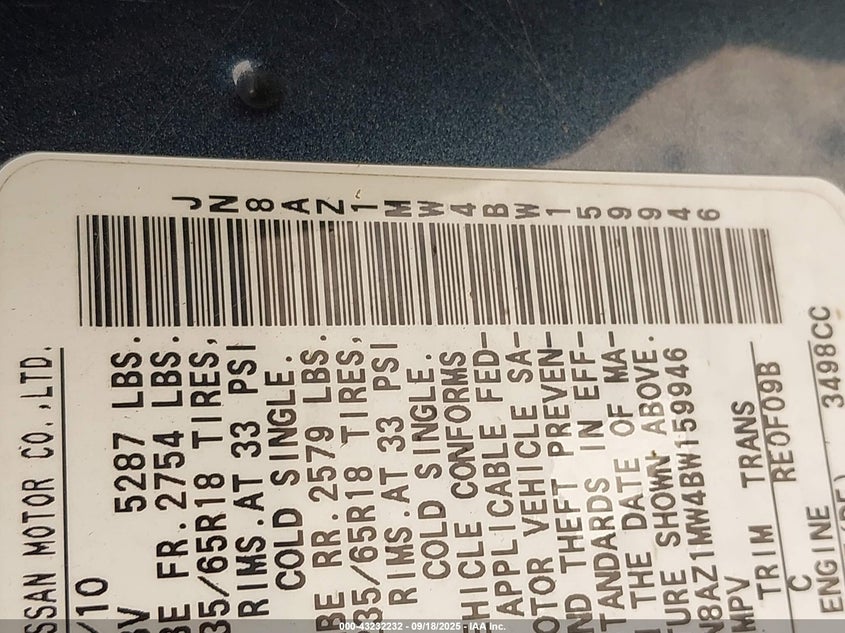 JN8AZ1MW4BW159946
SSAN MOTOR CO.,LTD.
/10
5287 LBS.
FR. 2754 LBS.
35/65R18 TIRES,
RIMS.AT 33 PSI
COLD SINGLE.
RR. 2579 LBS.
35/65R18 TIRES,
RIMS.AT 33 PSI
COLD SINGLE.
HICLE CONFORMS
APPLICABLE FED-
OTOR VEHICLE SA-
ND THEFT PREVEN-
TANDARDS IN EFF-
THE DATE OF MA-
TURE SHOWN ABOVE.
N8AZ1MW4BW159946
MPV
TRIM TRANS
C RE0F09B
ENGINE 3498CC
000-43232232 - 09/18/2025 - IAA Inc.